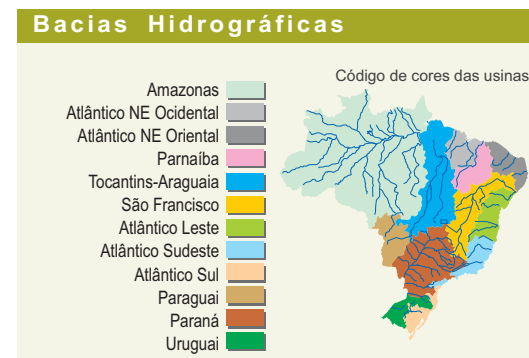 Bacias Hidrográficas
Código de cores das usinas
Amazonas
Atlântico NE Ocidental
Atlântico NE Oriental
Parnaíba
Tocantins-Araguaia
São Francisco
Atlântico Leste
Atlântico Sudeste
Atlântico Sul
Paraguai
Paraná
Uruguai